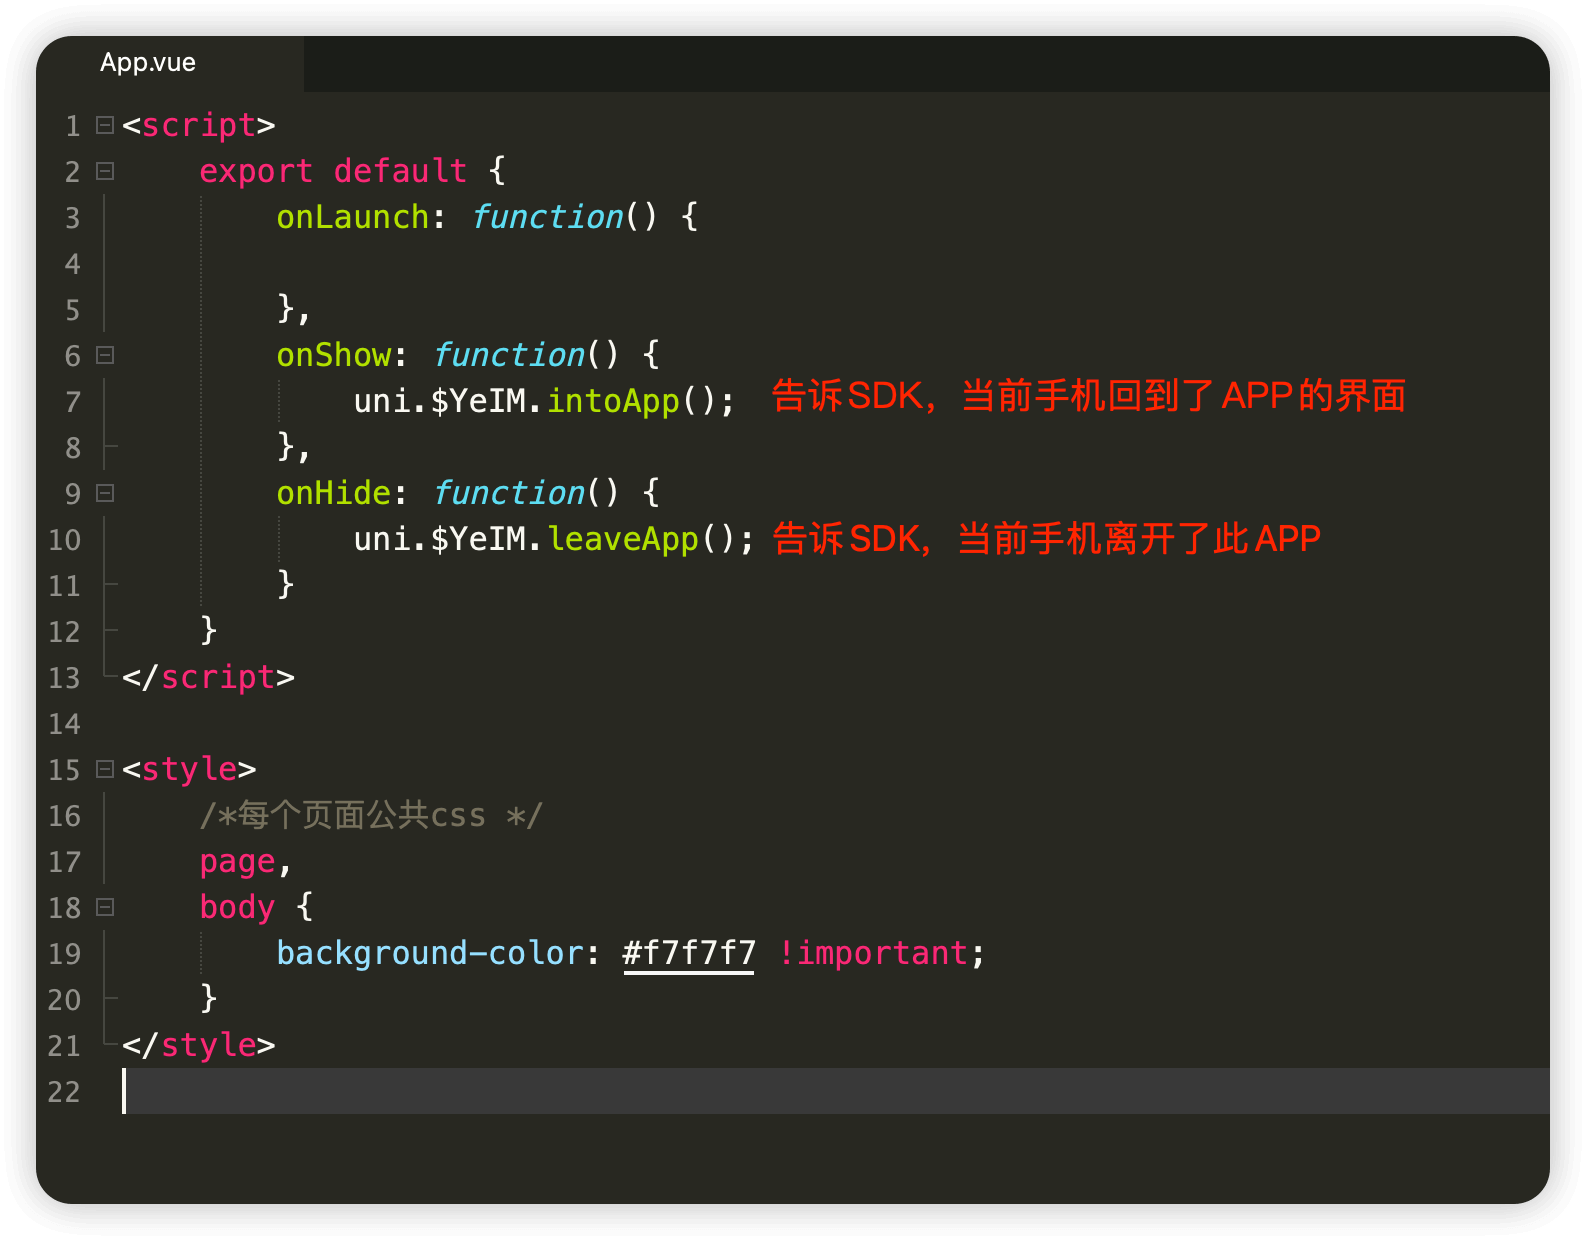 App.vue
1 <script>
2     export default {
3         onLaunch: function() {
4
5         },
6         onShow: function() {
7             uni.$YeIM.intoApp(); 告诉SDK，当前手机回到了APP的界面
8         },
9         onHide: function() {
10             uni.$YeIM.leaveApp(); 告诉SDK，当前手机离开了此APP
11         }
12     }
13 </script>
14
15 <style>
16     /*每个页面公共css */
17     page,
18     body {
19         background-color: #f7f7f7 !important;
20     }
21 </style>
22